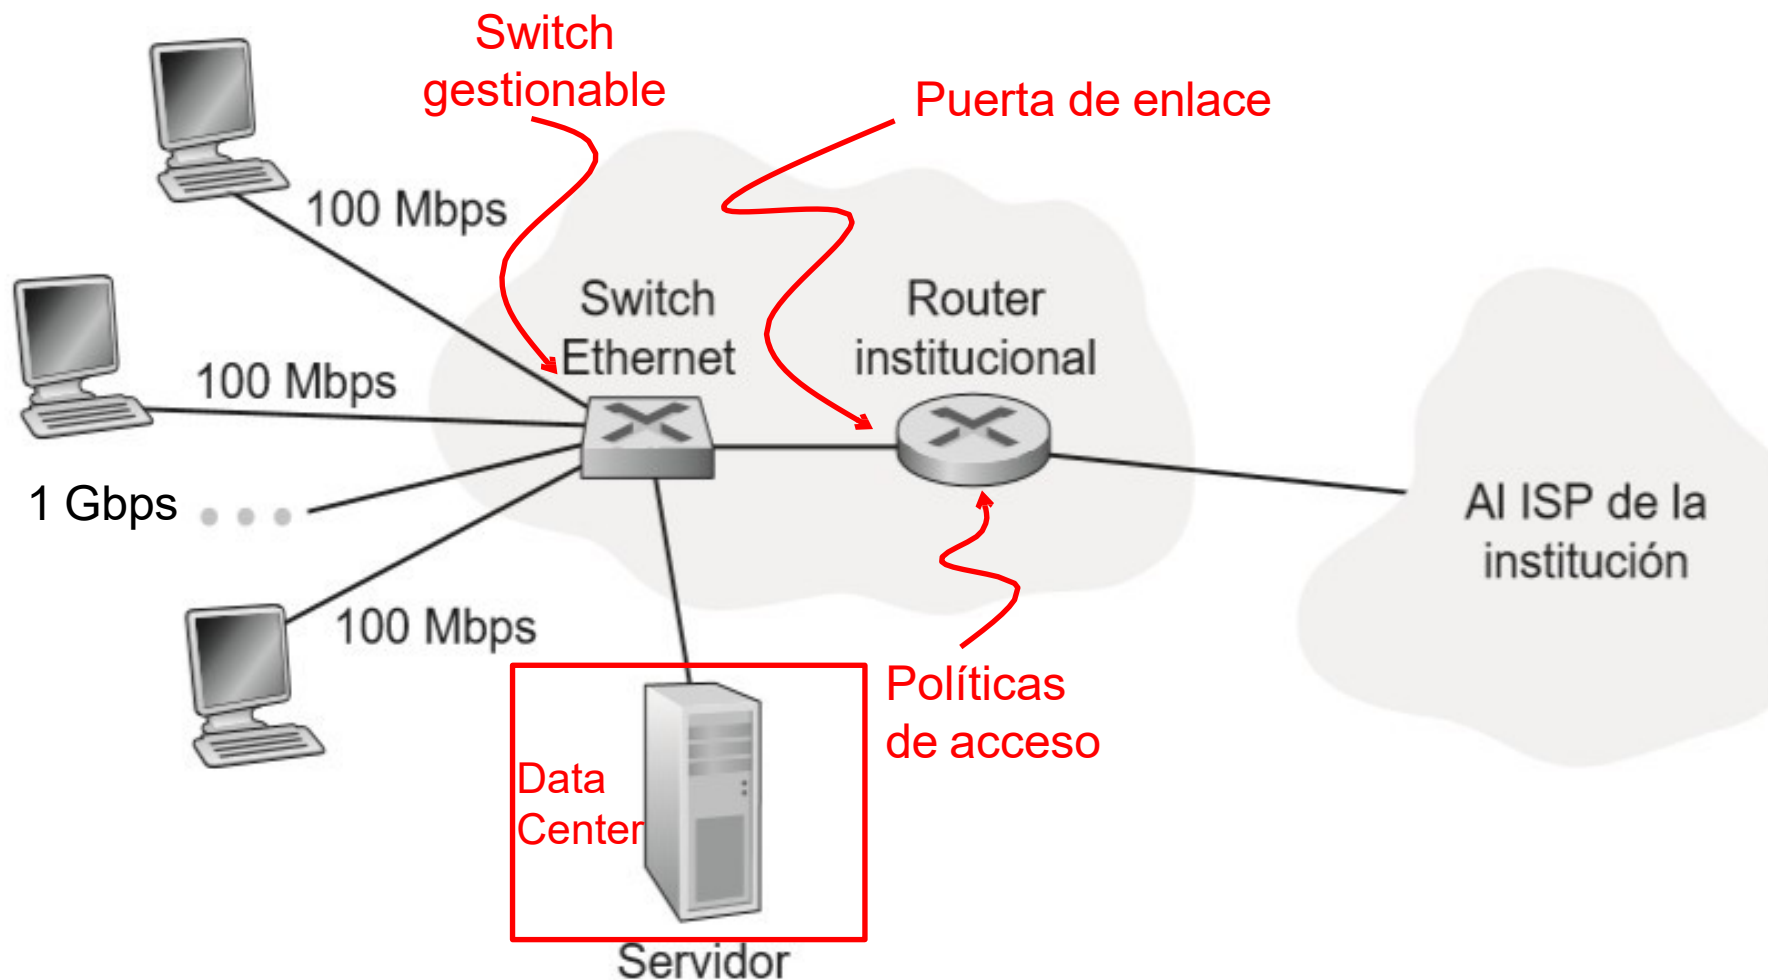 Switch
gestionable
Puerta de enlace
100 Mbps
Switch
Ethernet
Router
institucional
100 Mbps
1 Gbps
Al ISP de la
institución
100 Mbps
Políticas
de acceso
Data
Center
Servidor